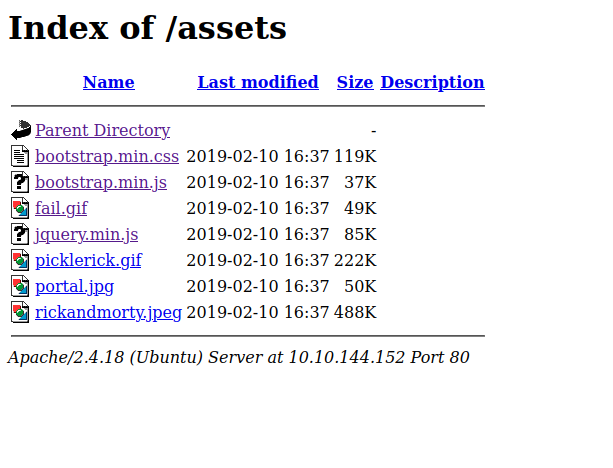 Index of /assets
Name Last modified Size Description
Parent Directory -
bootstrap.min.css 2019-02-10 16:37 119K
bootstrap.min.js 2019-02-10 16:37 37K
fail.gif 2019-02-10 16:37 49K
jquery.min.js 2019-02-10 16:37 85K
picklerick.gif 2019-02-10 16:37 222K
portal.jpg 2019-02-10 16:37 50K
rickandmorty.jpeg 2019-02-10 16:37 488K
Apache/2.4.18 (Ubuntu) Server at 10.10.144.152 Port 80